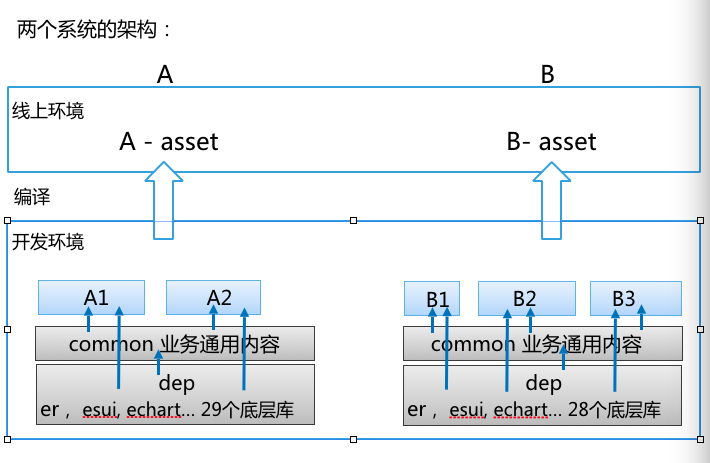 两个系统的架构：
A
B
线上环境
A - asset
B- asset
编译
开发环境
A1
A2
B1
B2
B3
common 业务通用内容
common 业务通用内容
dep
dep
er， esui, echart... 29个底层库
er， esui, echart... 28个底层库